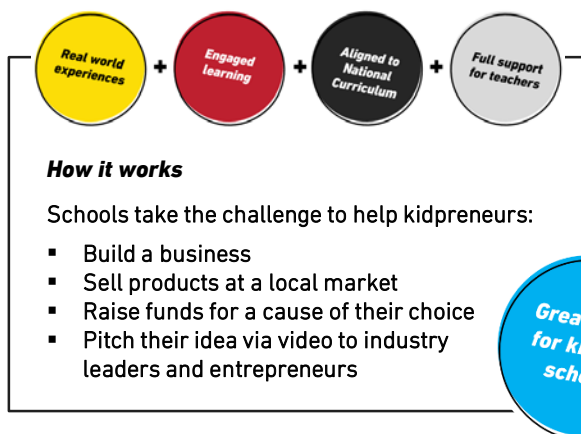 Real world
experiences
+
Engaged
learning
+
Aligned to
National
Curriculum
+
Full support
for teachers
How it works
Schools take the challenge to help kidpreneurs:
▪ Build a business
▪ Sell products at a local market
▪ Raise funds for a cause of their choice
▪ Pitch their idea via video to industry
leaders and entrepreneurs
for